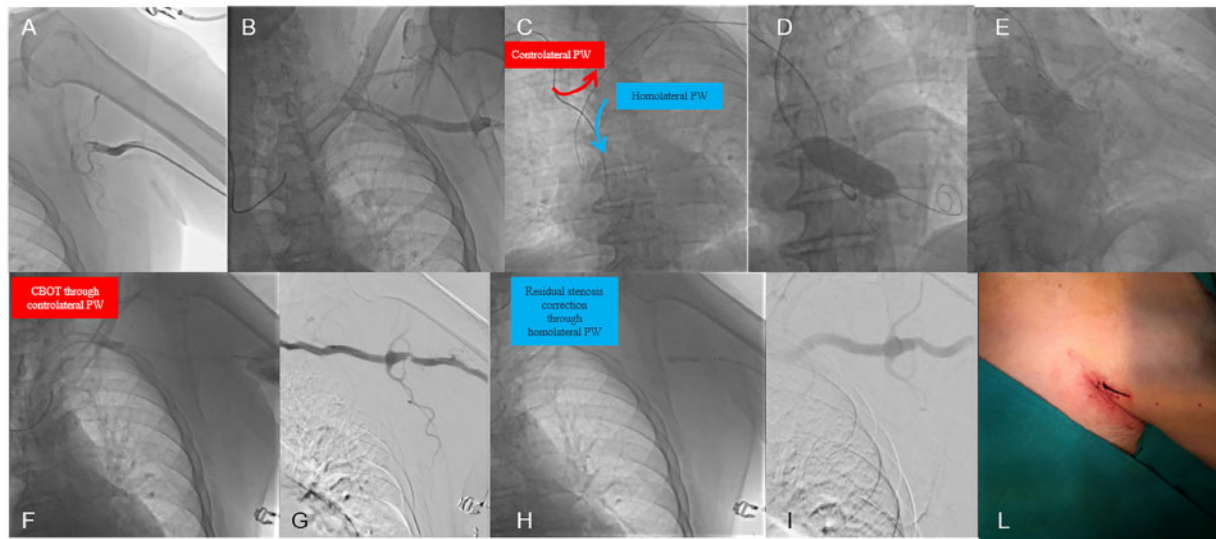 A
B
C
D
E
Controlateral PW
Homolateral PW
CBOT through
controlateral PW
Residual stenosis
correction
through
homolateral PW
F
G
H
I
L